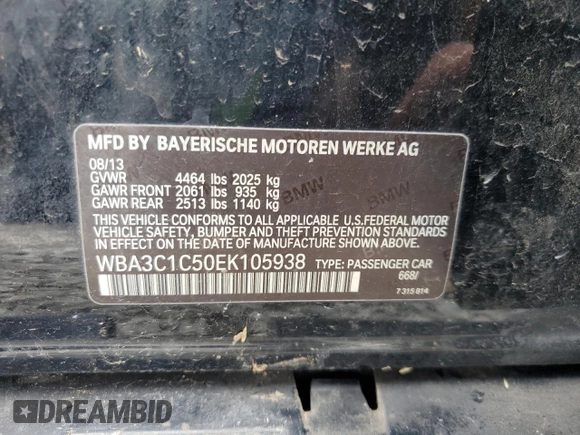 MFD BY BAYERISCHE MOTOREN WERKE AG
08/13
GVWR 4464 lbs 2025 kg
GAWR FRONT 2061 lbs 935 kg
GAWR REAR 2513 lbs 1140 kg
THIS VEHICLE CONFORMS TO ALL APPLICABLE U.S.FEDERAL MOTOR
VEHICLE SAFETY, BUMPER AND THEFT PREVENTION STANDARDS
IN EFFECT ON THE DATE OF MANUFACTURE SHOWN ABOVE.
WBA3C1C50EK105938 TYPE: PASSENGER CAR
668/
7315814
BMW
BMW
DREAMBID